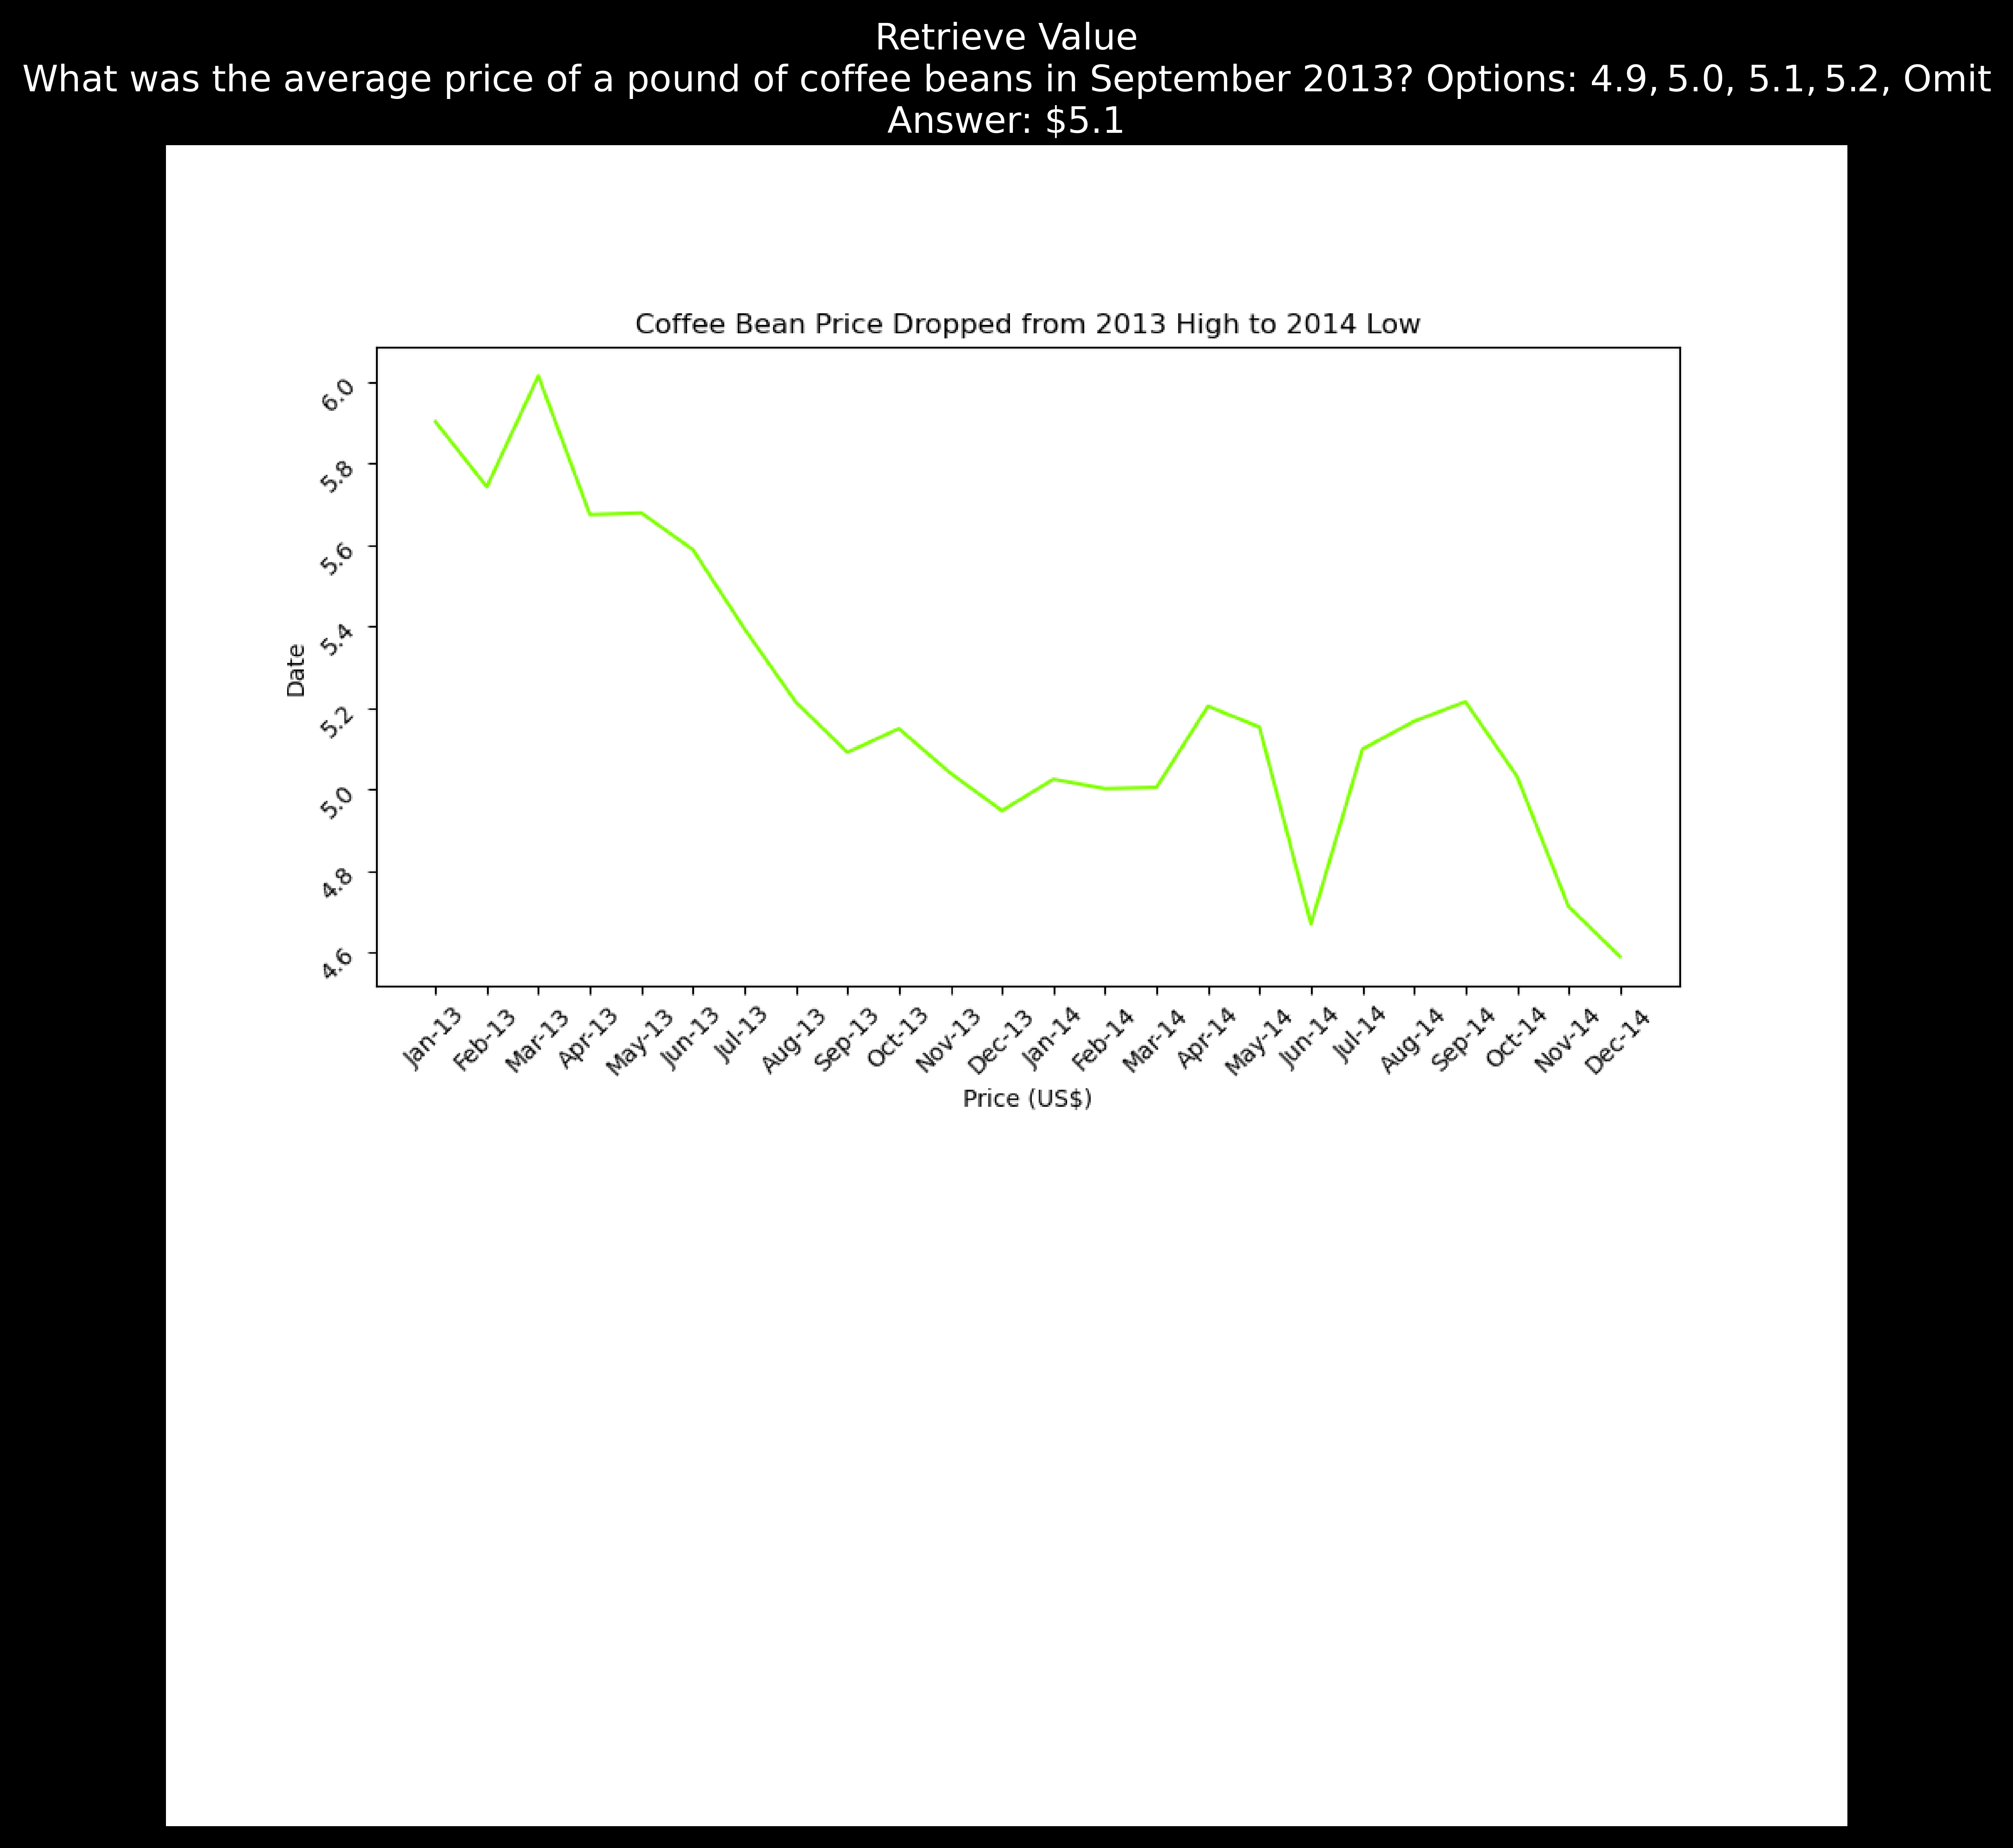 Retrieve Value
What was the average price of a pound of coffee beans in September 2013? Options: 4.9, 5.0, 5.1, 5.2, Omit
Answer: $5.1
Coffee Bean Price Dropped from 2013 High to 2014 Low
6.0
5.8
5.6
5.4
5.2
5.0
4.8
4.6
Date
Jan-13 Feb-13 Mar-13 Apr-13 May-13 Jun-13 Jul-13 Aug-13 Sep-13 Oct-13 Nov-13 Dec-13 Jan-14 Feb-14 Mar-14 Apr-14 May-14 Jun-14 Jul-14 Aug-14 Sep-14 Oct-14 Nov-14 Dec-14
Price (US$)